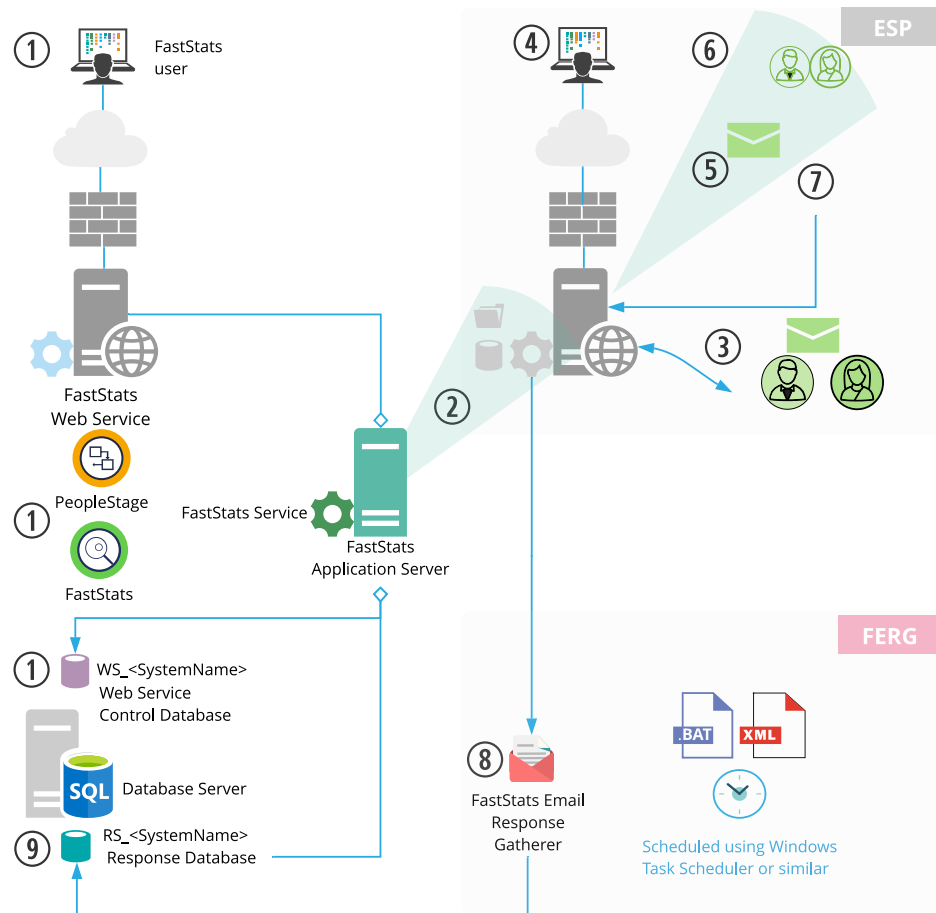 1
FastStats
user
4
6
ESP
5
7
3
2
FastStats
Web Service
PeopleStage
1
FastStats
FastStats Service
FastStats
Application Server
1
WS_<SystemName>
Web Service
Control Database
SQL
Database Server
9
RS_<SystemName>
Response Database
FERG
8
FastStats Email
Response
Gatherer
.BAT
XML
Scheduled using Windows
Task Scheduler or similar